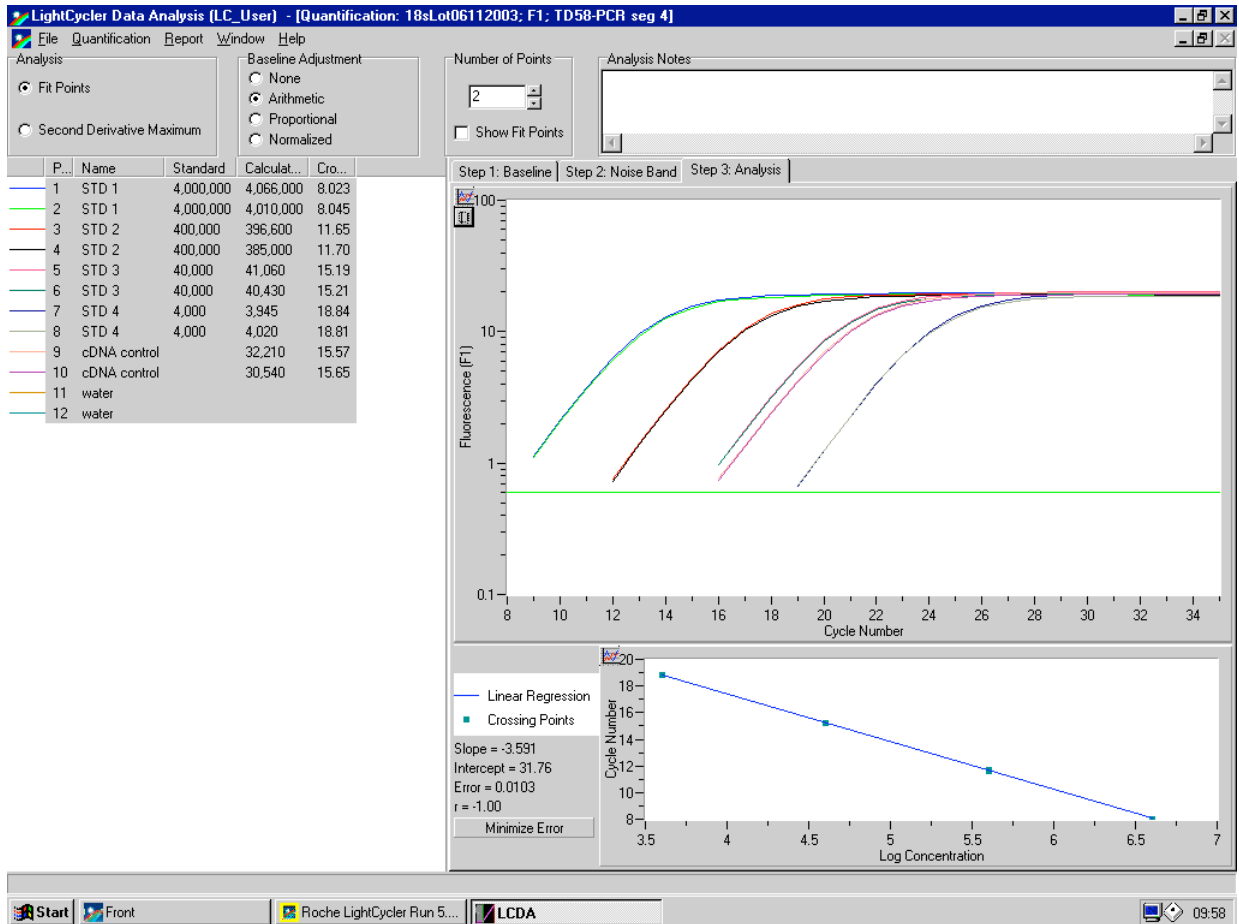 LightCycler Data Analysis (LC_User) - [Quantification: 18sLot06112003; F1; TD58-PCR seg 4]
File Quantification Report Window Help
Analysis
Fit Points
Second Derivative Maximum
Baseline Adjustment
None
Arithmetic
Proportional
Normalized
Number of Points
2
Show Fit Points
Analysis Notes
P... Name Standard Calculat... Cro...
1 STD 1 4,000,000 4,066,000 8.023
2 STD 1 4,000,000 4,010,000 8.045
3 STD 2 400,000 396,600 11.65
4 STD 2 400,000 385,000 11.70
5 STD 3 40,000 41,060 15.19
6 STD 3 40,000 40,430 15.21
7 STD 4 4,000 3,945 18.84
8 STD 4 4,000 4,020 18.81
9 cDNA control 32,210 15.57
10 cDNA control 30,540 15.65
11 water
12 water
Step 1: Baseline Step 2: Noise Band Step 3: Analysis
100
10
1
0.1
Fluorescence (F1)
8 10 12 14 16 18 20 22 24 26 28 30 32 34
Cycle Number
Linear Regression
Crossing Points
Slope = -3.591
Intercept = 31.76
Error = 0.0103
r = -1.00
Minimize Error
20
18
16
14
12
10
8
Cycle Number
3.5 4 4.5 5 5.5 6 6.5 7
Log Concentration
Start Front Roche LightCycler Run 5.... LCDA 09:58